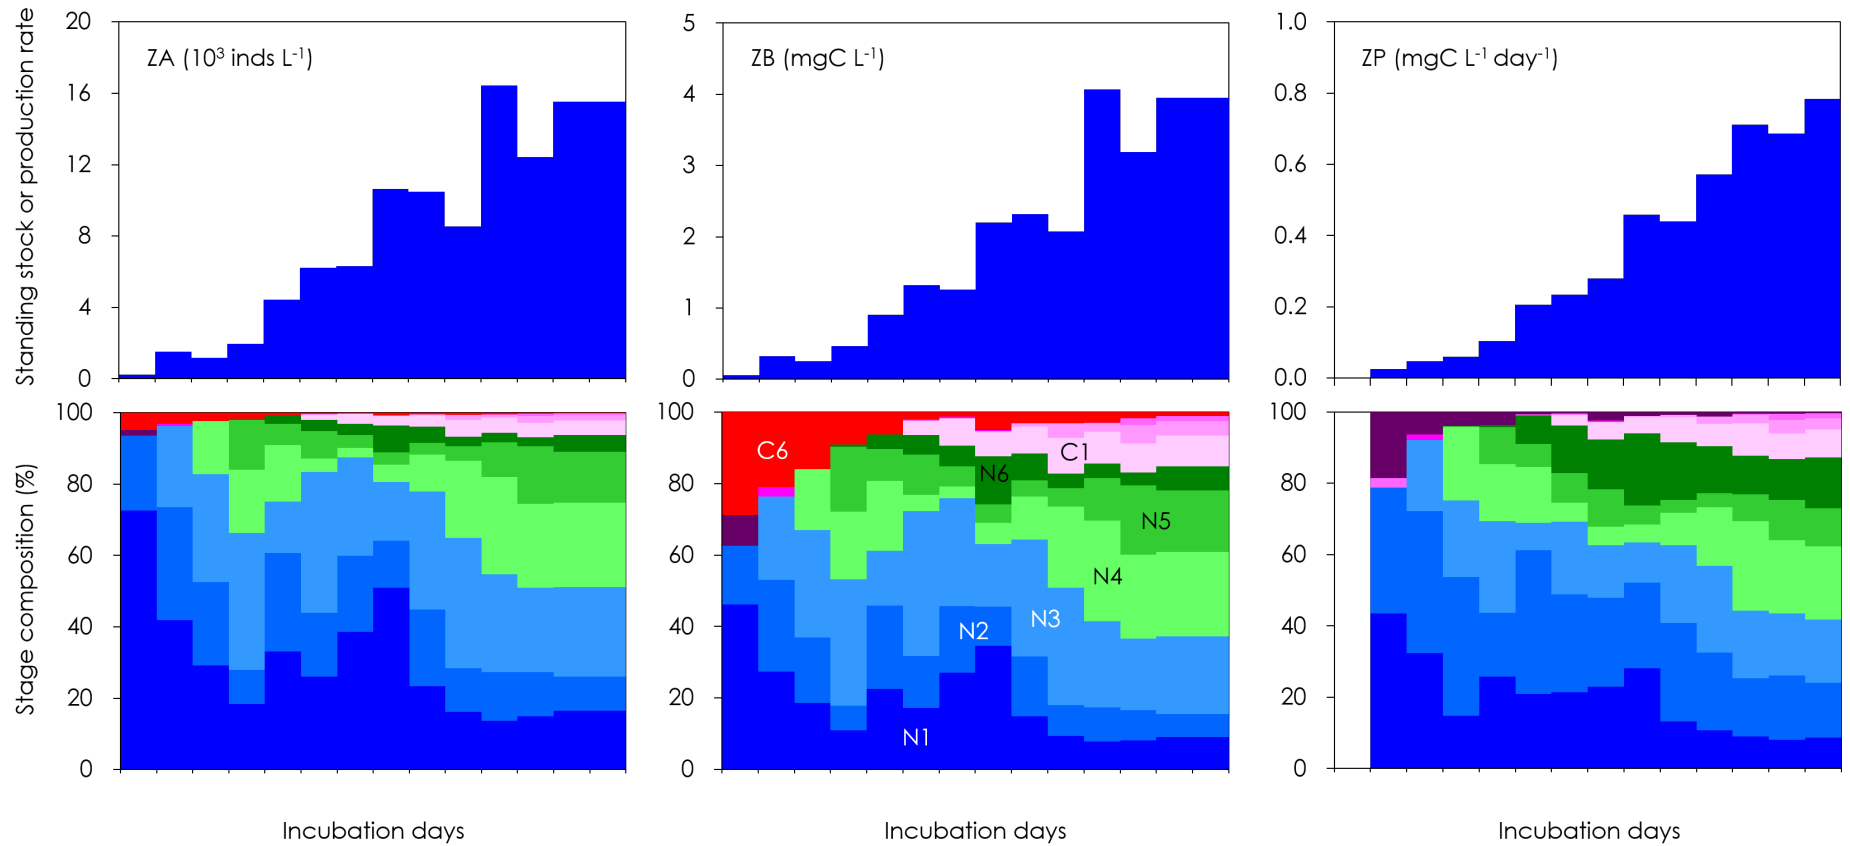 Standing stock or production rate
20
16
12
8
4
0
ZA (10³ inds L⁻¹)
5
4
3
2
1
0
ZB (mgC L⁻¹)
1.0
0.8
0.6
0.4
0.2
0.0
ZP (mgC L⁻¹ day⁻¹)
Stage composition (%)
100
80
60
40
20
0
100
80
60
40
20
0
C6
C1
N6
N5
N4
N3
N2
N1
100
80
60
40
20
0
Incubation days
Incubation days
Incubation days